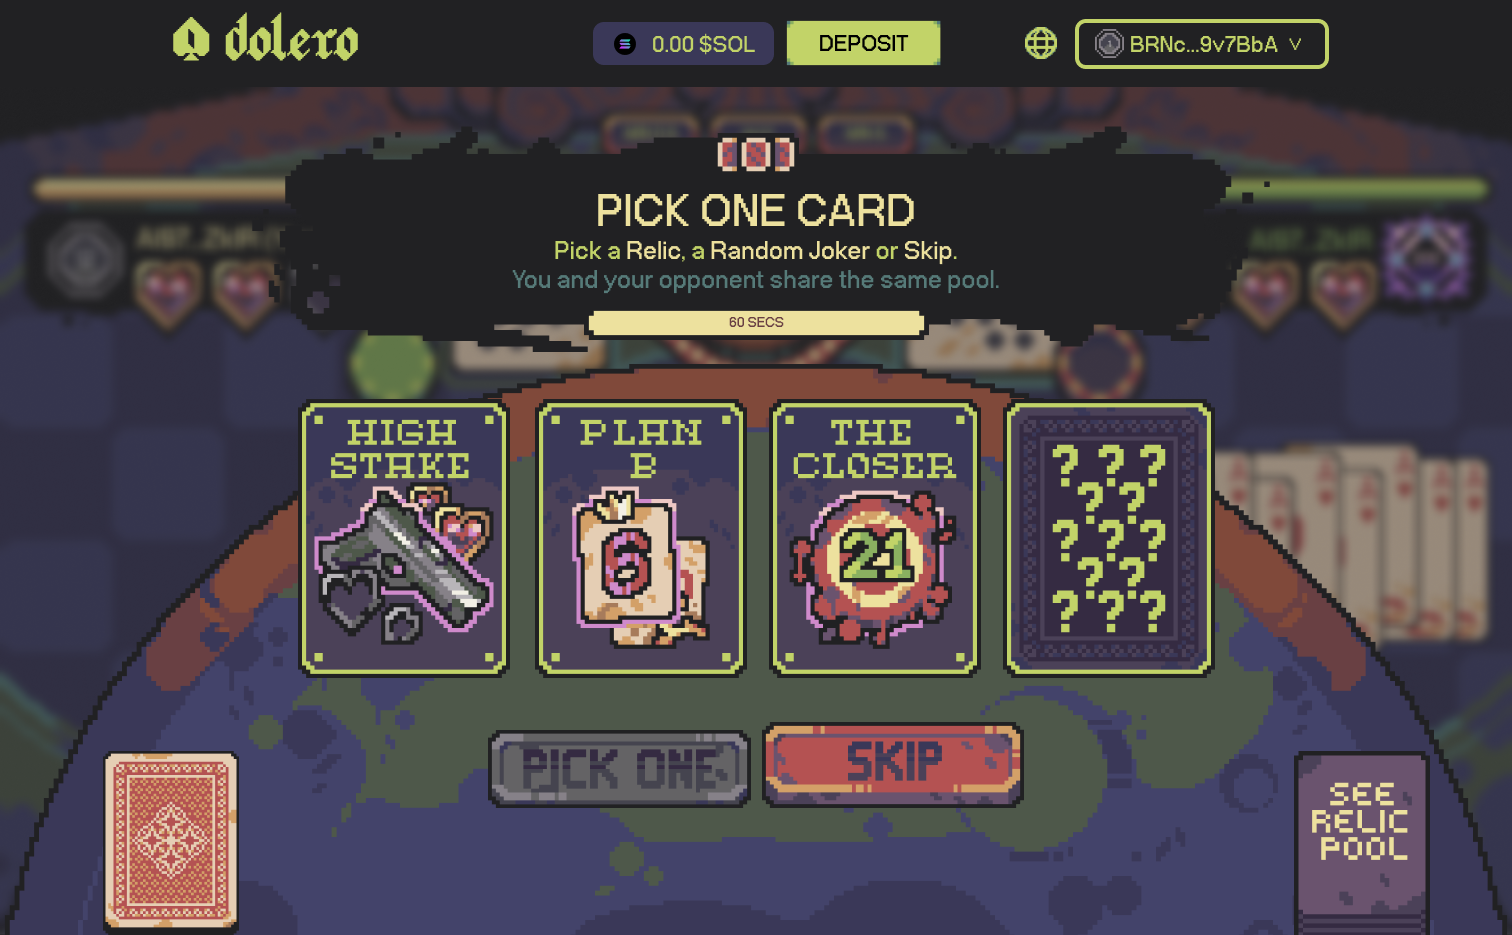 dolero
0.00 $SOL
DEPOSIT
BRNc...9v7BbA
PICK ONE CARD
Pick a Relic, a Random Joker or Skip.
You and your opponent share the same pool.
60 SECS
HIGH
STAKE
PLAN
B
6
THE
CLOSER
21
? ? ?
? ?
? ? ?
? ?
? ? ?
PICK ONE
SKIP
SEE
RELIC
POOL